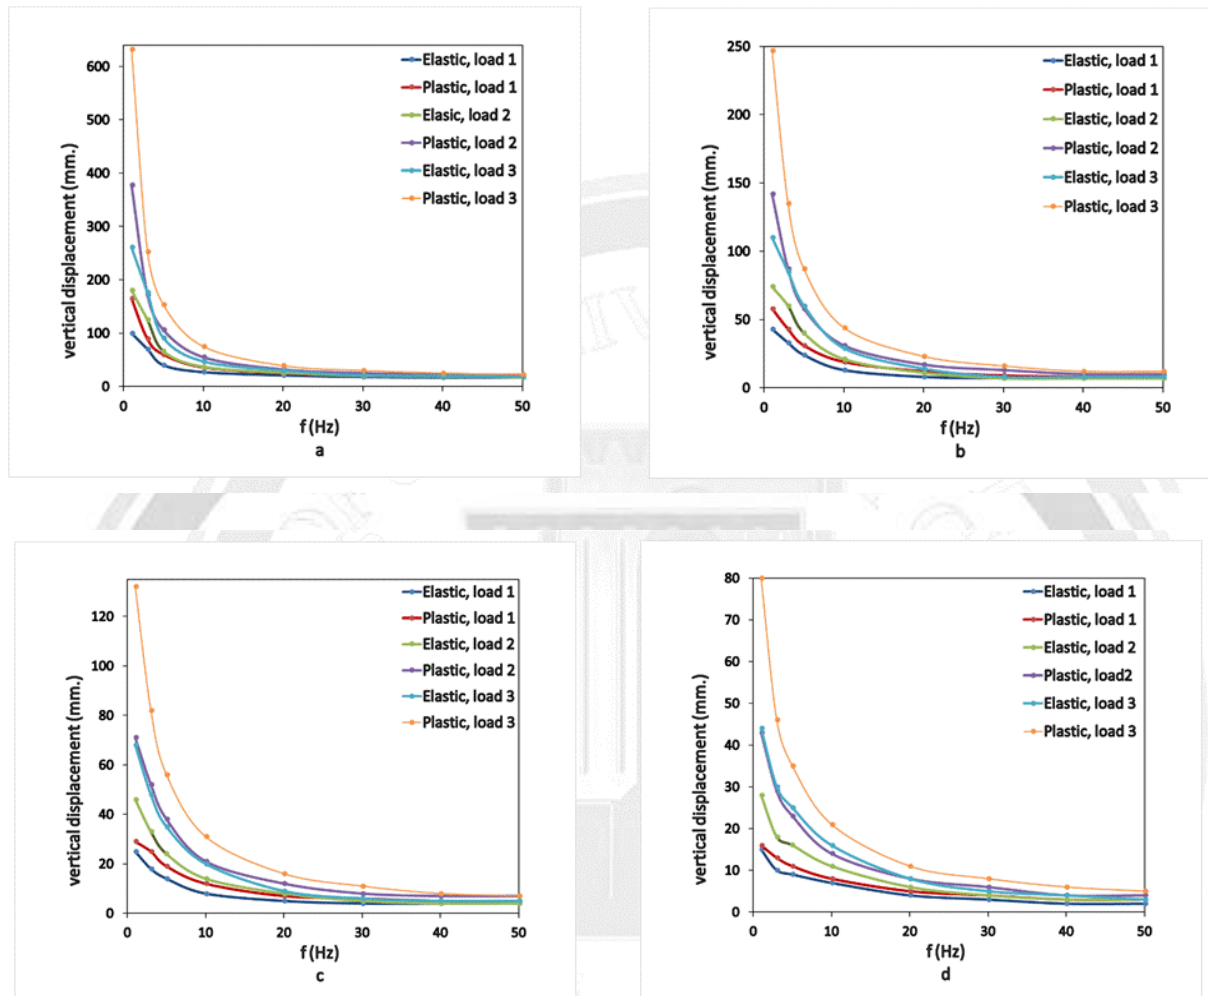 600
500
400
300
200
100
0
vertical displacement (mm.)
Elastic, load 1
Plastic, load 1
Elasic, load 2
Plastic, load 2
Elastic, load 3
Plastic, load 3
0 10 20 30 40 50
f (Hz)
a
250
200
150
100
50
0
vertical displacement (mm.)
Elastic, load 1
Plastic, load 1
Elastic, load 2
Plastic, load 2
Elastic, load 3
Plastic, load 3
0 10 20 30 40 50
f (Hz)
b
120
100
80
60
40
20
0
vertical displacement (mm.)
Elastic, load 1
Plastic, load 1
Elastic, load 2
Plastic, load 2
Elastic, load 3
Plastic, load 3
0 10 20 30 40 50
f (Hz)
c
80
70
60
50
40
30
20
10
0
vertical displacement (mm.)
Elastic, load 1
Plastic, load 1
Elastic, load 2
Plastic, load2
Elastic, load 3
Plastic, load 3
0 10 20 30 40 50
f (Hz)
d